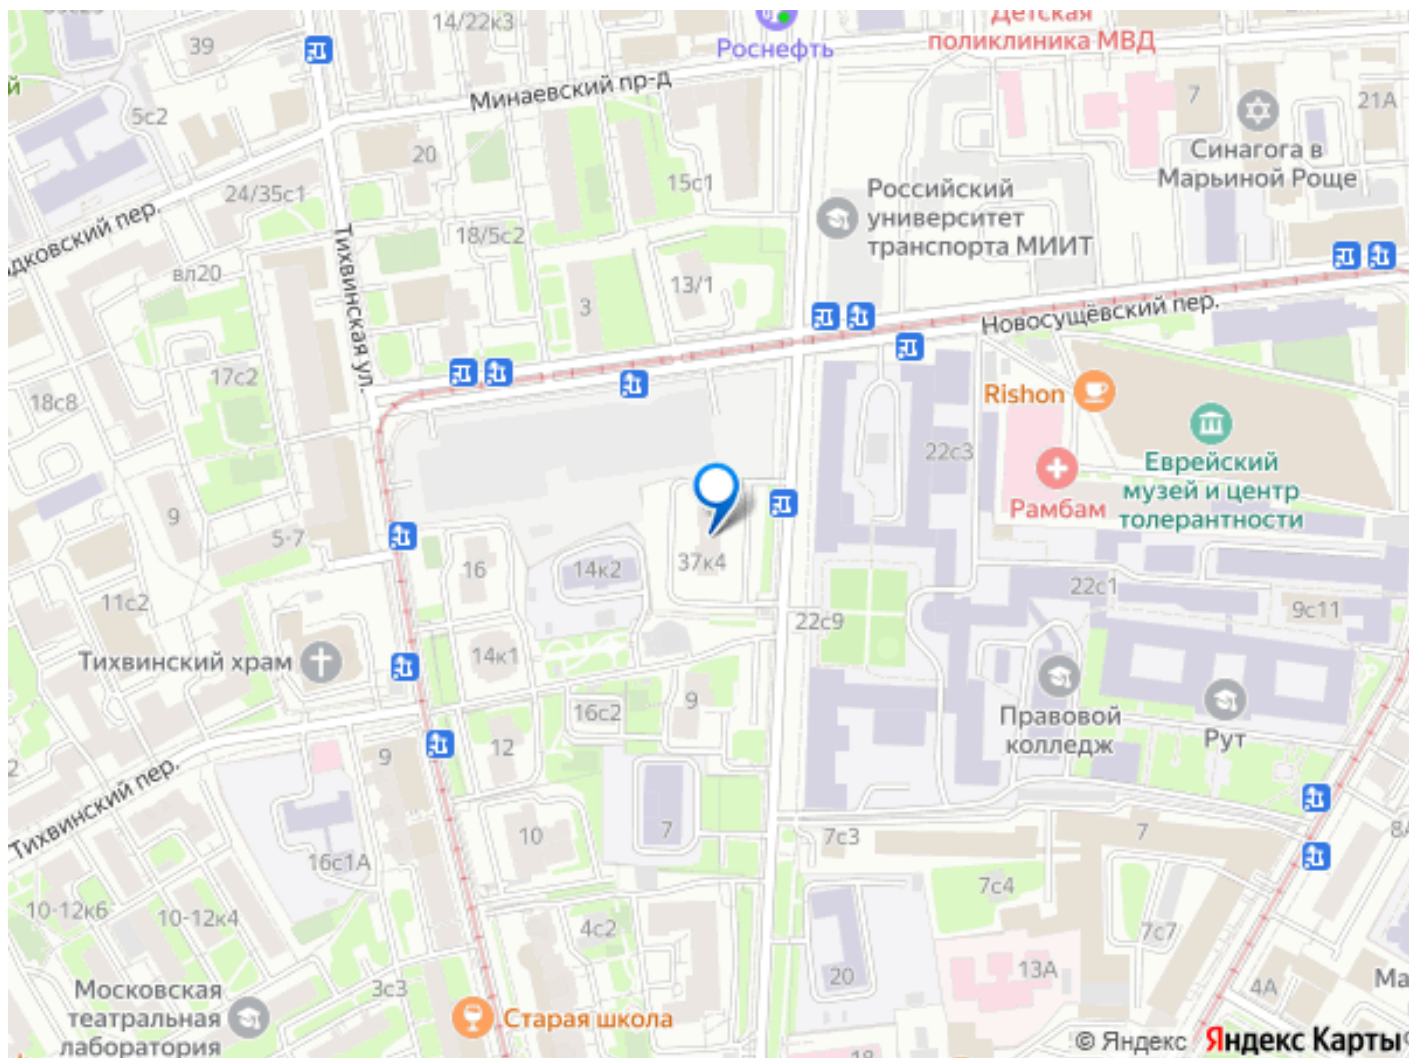 14/22к3
39
Роснефть
Детская
поликлиника МВД
й
Минаевский пр-д
5с2
7
21А
Синагога в
Марьиной Роще
20
15с1
24/35с1
Российский
университет
транспорта МИИТ
18/5с2
Тихвинская ул.
вл20
13/1
3
Новосущёвский пер.
17с2
18с8
Rishon
22с3
Еврейский
музей и центр
толерантности
Рамбам
9
5-7
16
14к2
37к4
11с2
22с1
9с11
22с9
Тихвинский храм
14к1
9
16с2
12
Правовой
колледж
Рут
2
9
Тихвинский пер.
10
7
7с3
7
8А
16с1А
7с4
10-12к6
10-12к4
4с2
7с7
20
13А
3с3
4А
Ма
Московская
театральная
лаборатория
Старая школа
18
© Яндекс Яндекс Карты